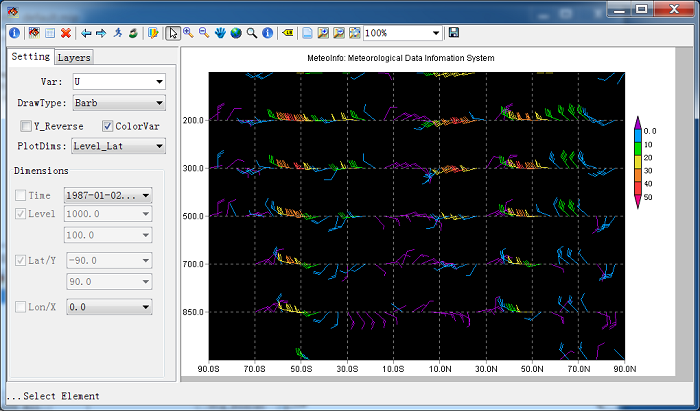 100%
Setting Layers
MeteoInfo: Meteorological Data Infomation System
Var: U
DrawType: Barb
Y_Reverse ColorVar
PlotDims: Level_Lat
Dimensions
Time 1987-01-02...
Level 1000.0
100.0
Lat/Y -90.0
90.0
Lon/X 0.0
200.0
300.0
500.0
700.0
850.0
90.0S 70.0S 50.0S 30.0S 10.0S 10.0N 30.0N 50.0N 70.0N 90.0N
0.0
10
20
30
40
50
...Select Element